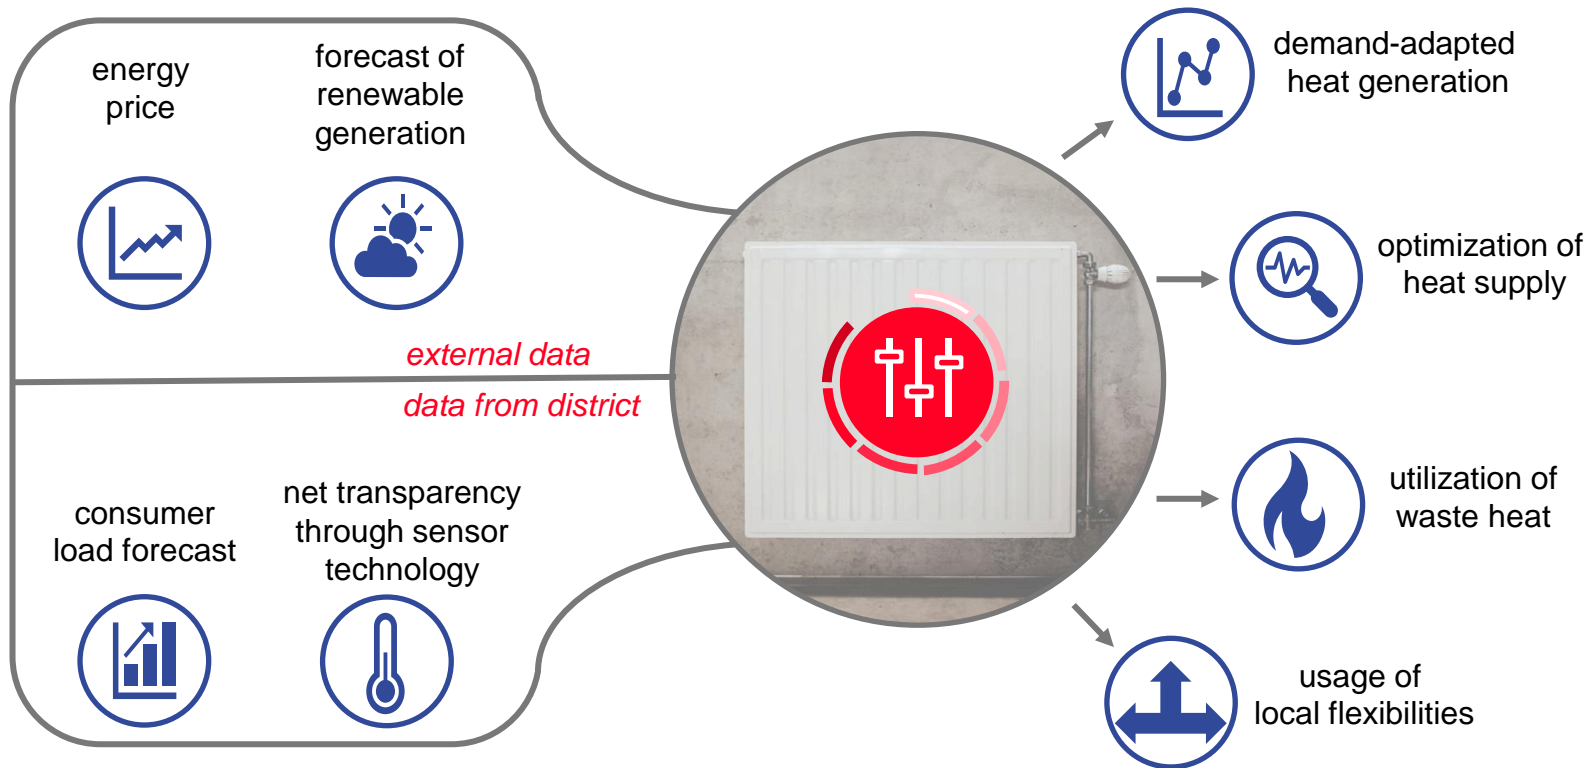 energy
price
forecast of
renewable
generation
external data
data from district
consumer
load forecast
net transparency
through sensor
technology
demand-adapted
heat generation
optimization of
heat supply
utilization of
waste heat
usage of
local flexibilities